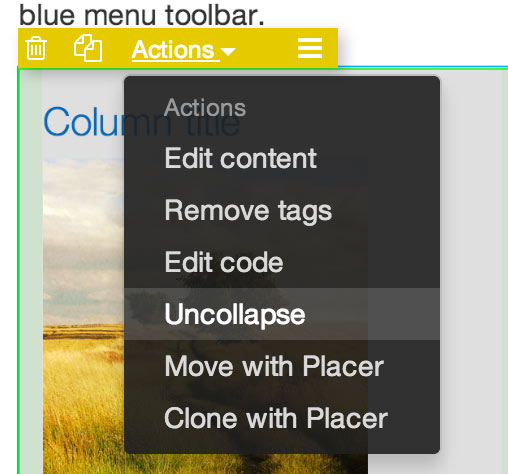 blue menu toolbar.
Actions
Column title
Actions
Edit content
Remove tags
Edit code
Uncollapse
Move with Placer
Clone with Placer